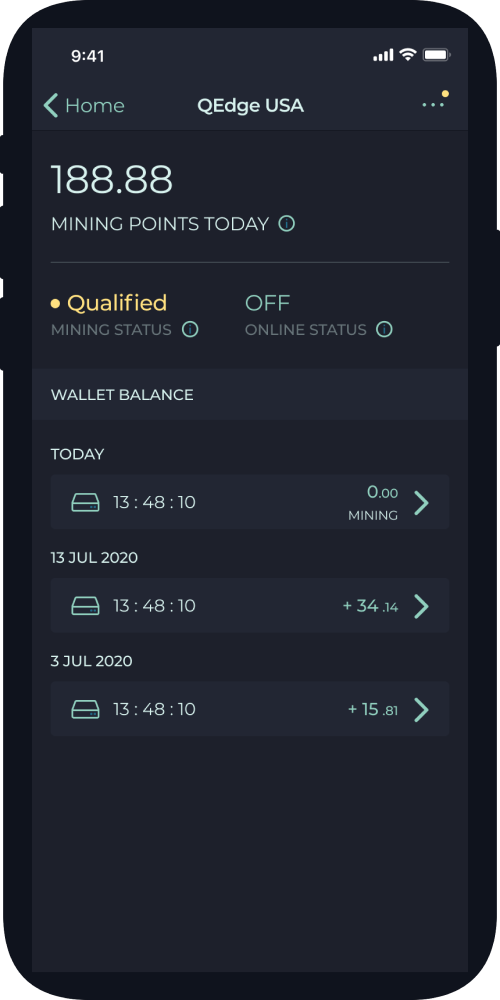 9:41
Home
QEdge USA
188.88
MINING POINTS TODAY
Qualified
OFF
MINING STATUS
ONLINE STATUS
WALLET BALANCE
TODAY
13 : 48 : 10
0.00
MINING
13 JUL 2020
13 : 48 : 10
+ 34 .14
3 JUL 2020
13 : 48 : 10
+ 15 .81